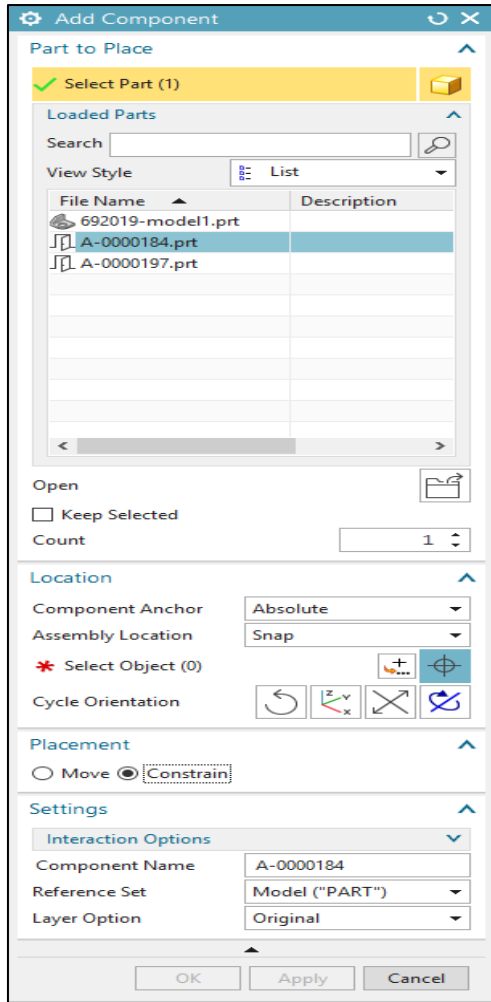 Add Component
Part to Place
Select Part (1)
Loaded Parts
Search
View Style List
File Name Description
692019-model1.prt
A-0000184.prt
A-0000197.prt
Open
Keep Selected
Count 1
Location
Component Anchor Absolute
Assembly Location Snap
Select Object (0)
Cycle Orientation
Placement
Move Constrain
Settings
Interaction Options
Component Name A-0000184
Reference Set Model ("PART")
Layer Option Original
OK Apply Cancel